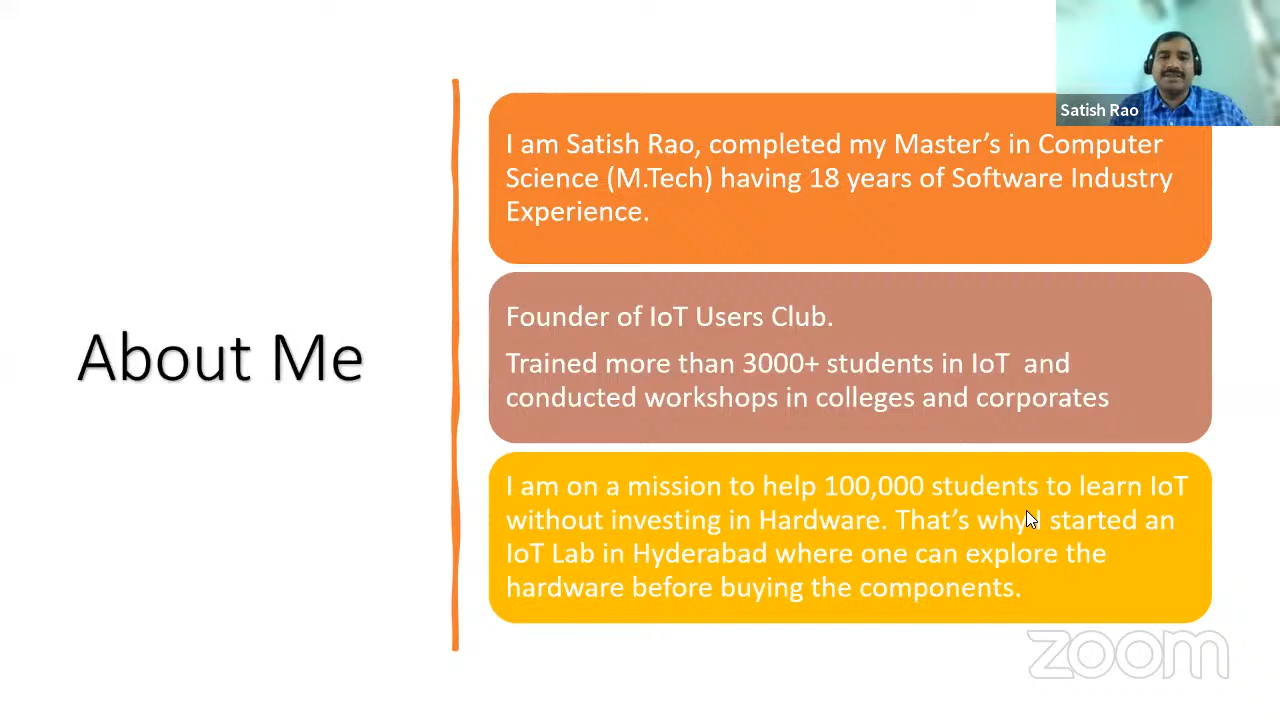 Satish Rao
I am Satish Rao, completed my Master’s in Computer
Science (M.Tech) having 18 years of Software Industry
Experience.
About Me
Founder of IoT Users Club.
Trained more than 3000+ students in IoT and
conducted workshops in colleges and corporates
I am on a mission to help 100,000 students to learn IoT
without investing in Hardware. That’s why I started an
IoT Lab in Hyderabad where one can explore the
hardware before buying the components.
zoom